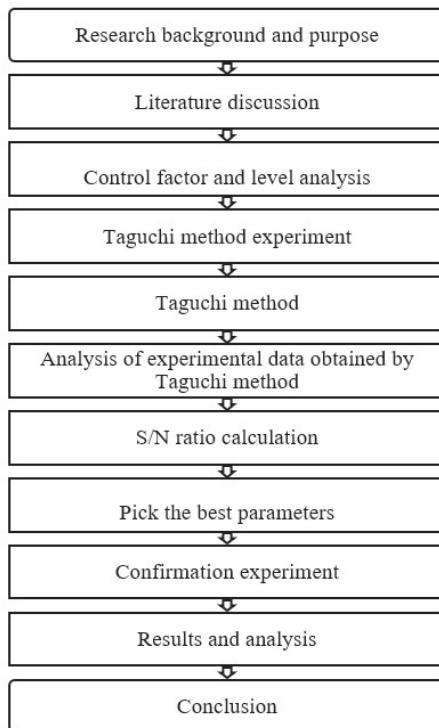 Research background and purpose
Literature discussion
Control factor and level analysis
Taguchi method experiment
Taguchi method
Analysis of experimental data obtained by
Taguchi method
S/N ratio calculation
Pick the best parameters
Confirmation experiment
Results and analysis
Conclusion